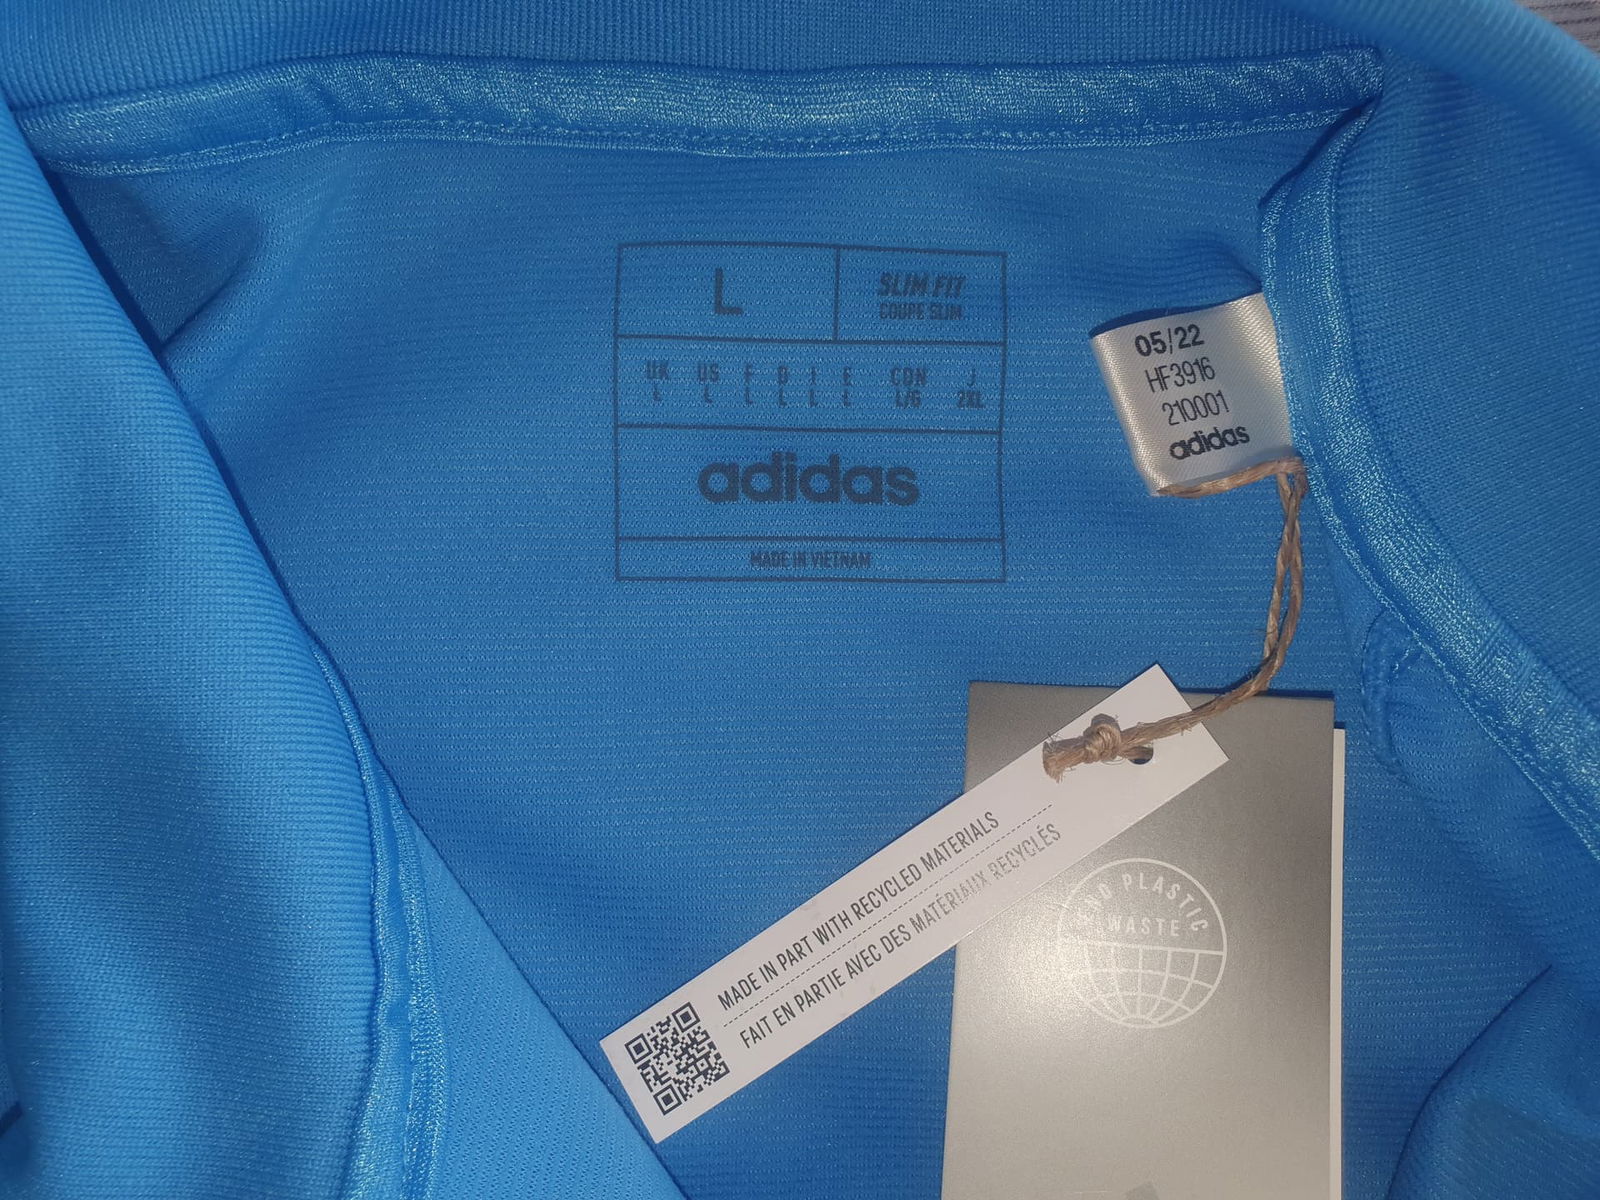 L
SLIM FIT
COUPE SLIM
UK US F D I E CDN J
L L L L L L L/G 2XL
adidas
MADE IN VIETNAM
05/22
HF3916
210001
adidas
MADE IN PART WITH RECYCLED MATERIALS
FAIT EN PARTIE AVEC DES MATÉRIAUX RECYCLÉS
END PLASTIC
WASTE